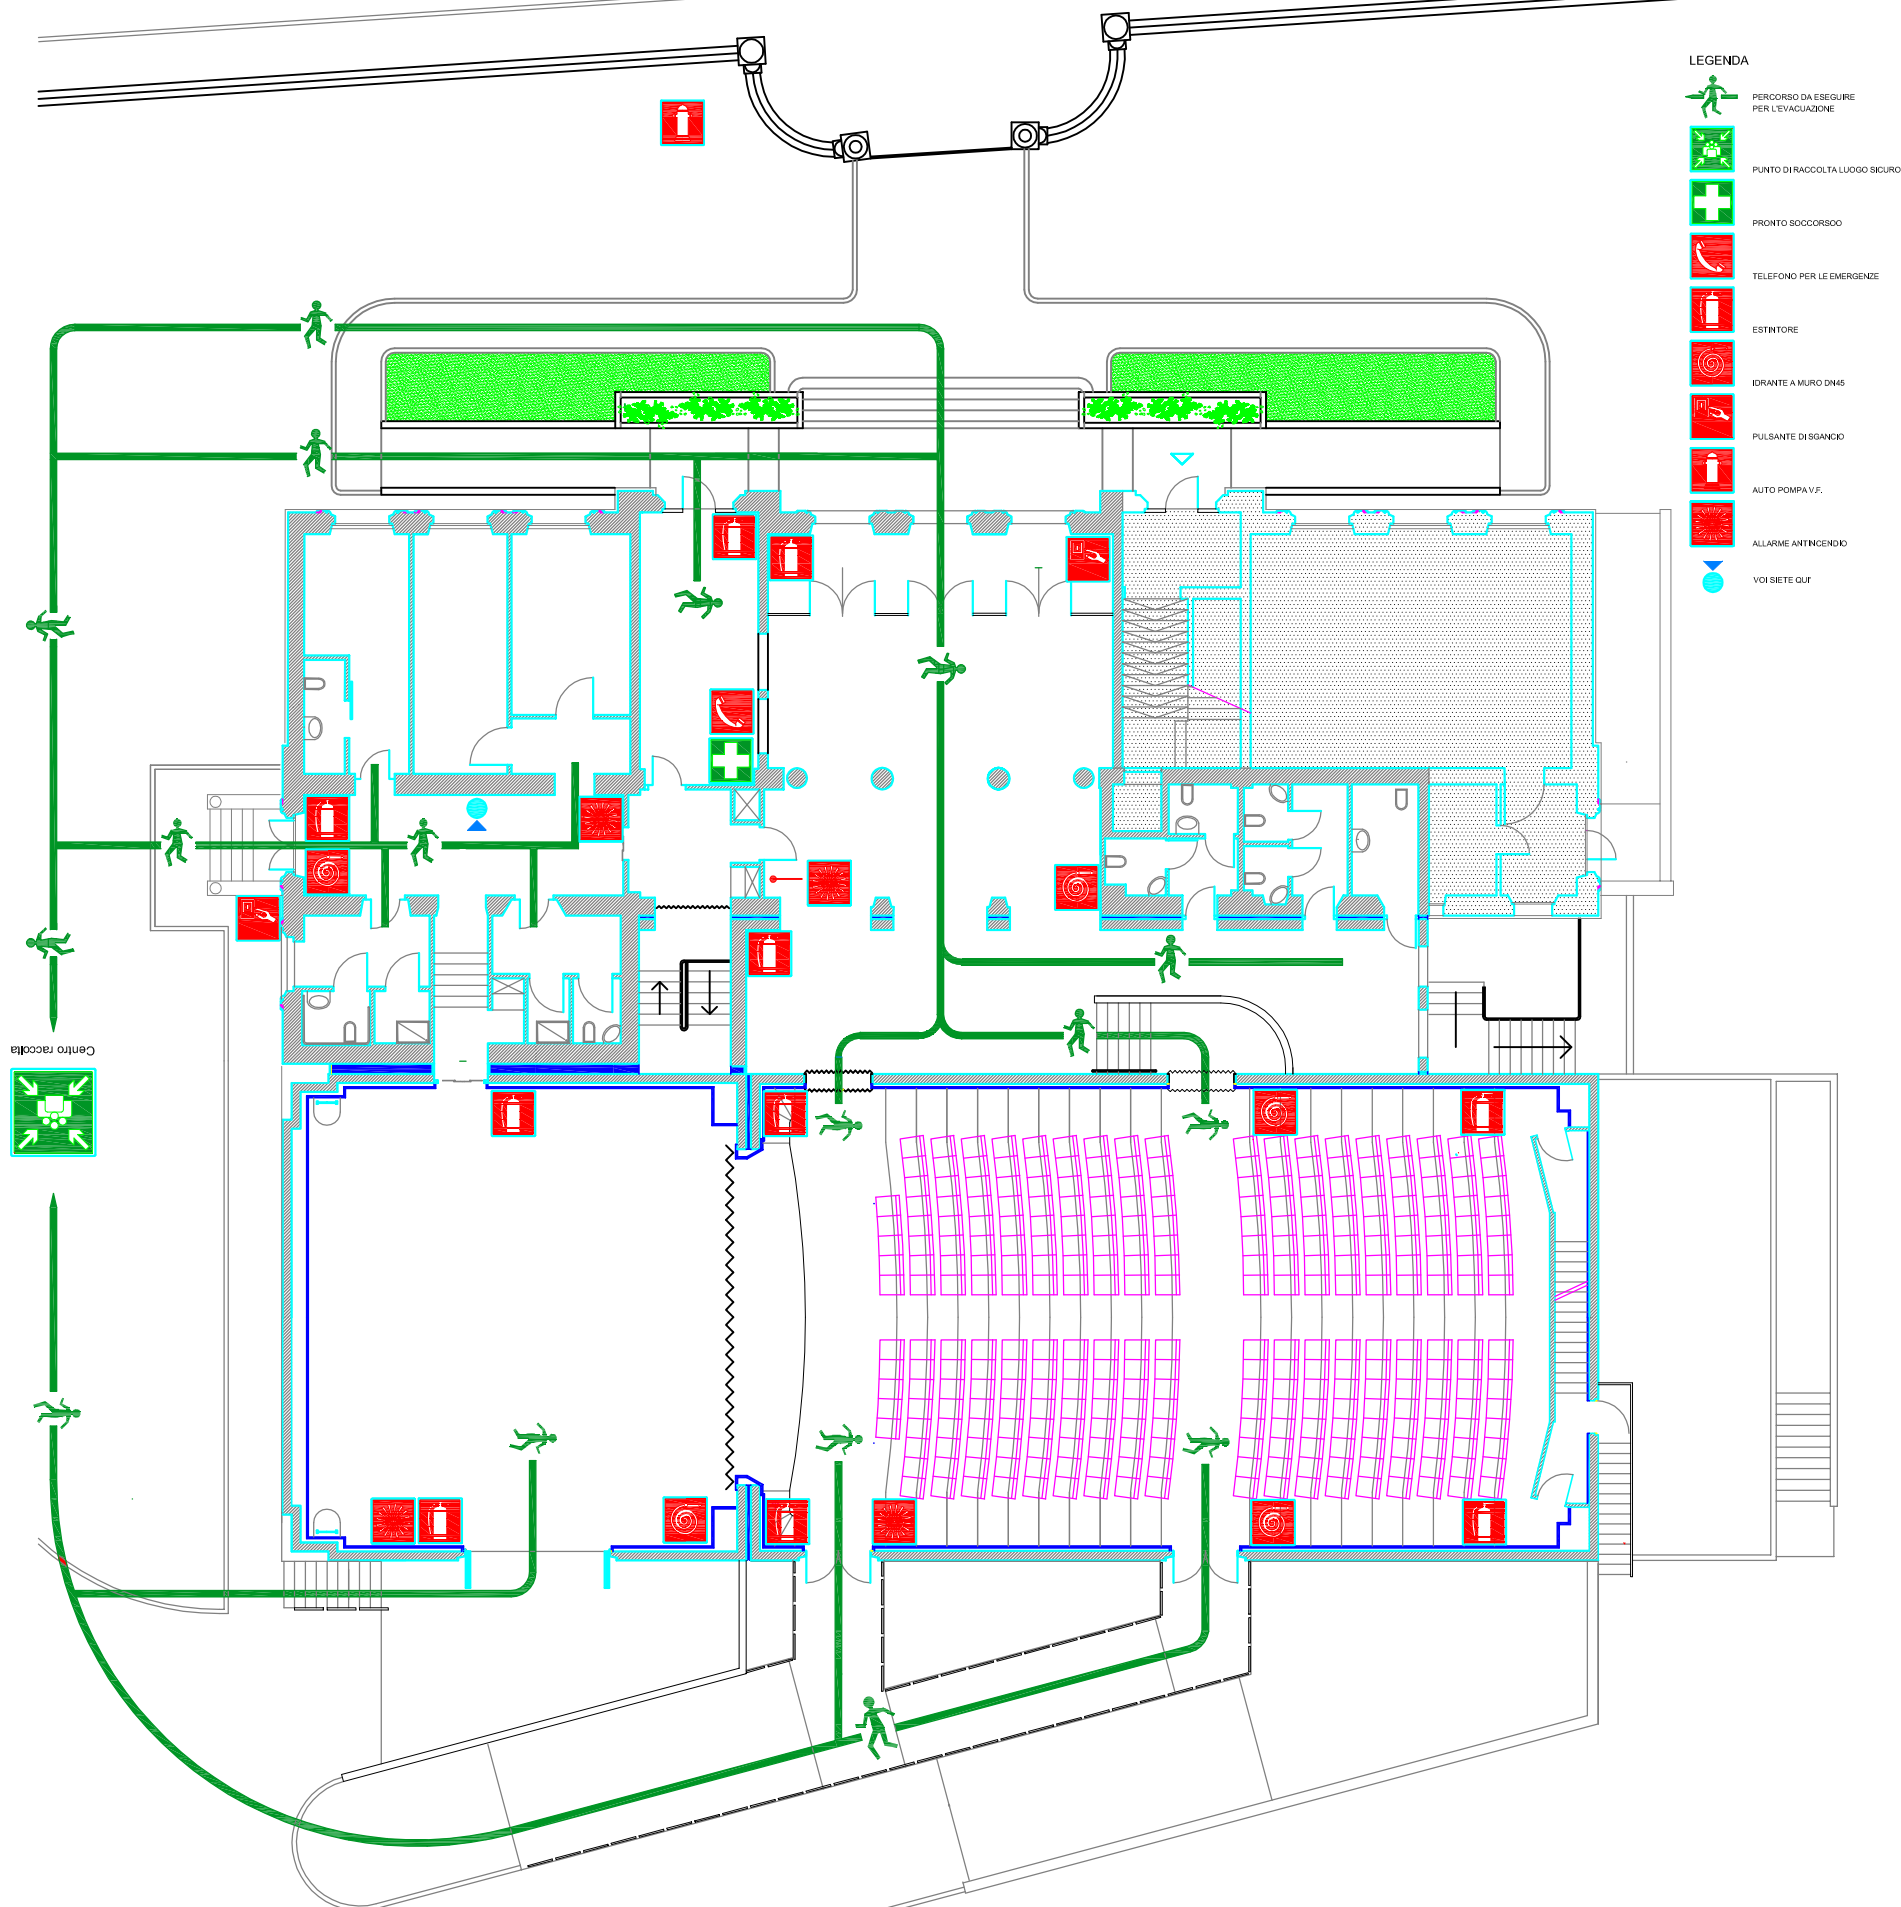 LEGENDA
PERCORSO DA ESEGUIRE
PER L'EVACUAZIONE
PUNTO DI RACCOLTA LUOGO SICURO
PRONTO SOCCORSOO
TELEFONO PER LE EMERGENZE
ESTINTORE
IDRANTE A MURO DN45
PULSANTE DI SGANCIO
AUTO POMPA V.F.
ALLARME ANTINCENDIO
VOI SIETE QUI'
Centro raccolta